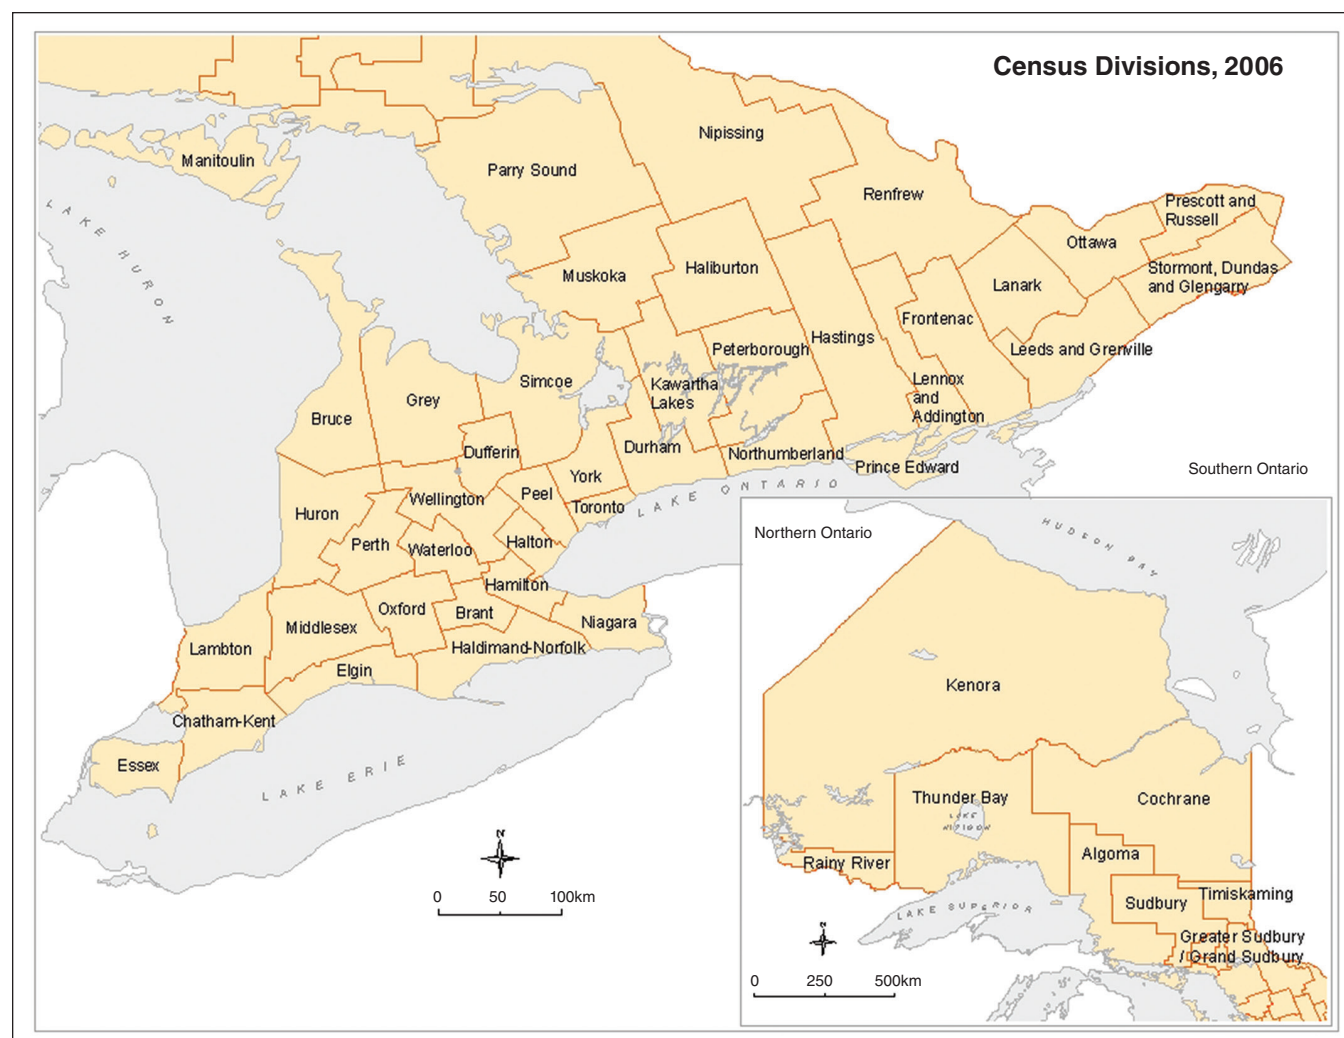 Census Divisions, 2006
Nipissing
Manitoulin
Parry Sound
Renfrew
Prescott and
Russell
Ottawa
LAKE HURON
Muskoka
Haliburton
Stormont, Dundas
and Glengarry
Lanark
Frontenac
Hastings
Peterborough
Leeds and Grenville
Simcoe
Kawartha
Lakes
Lennox
and
Addington
Grey
Bruce
Dufferin
Durham
Northumberland
Prince Edward
Southern Ontario
York
Peel
Wellington
Toronto
LAKE ONTARIO
Huron
Perth
Waterloo
Halton
Hamilton
Oxford
Brant
Middlesex
Niagara
Lambton
Haldimand-Norfolk
Elgin
Chatham-Kent
Essex
LAKE ERIE
N
0 50 100km
Northern Ontario
HUDSON BAY
Kenora
Thunder Bay
LAKE
NIPIGON
Cochrane
Algoma
Rainy River
Timiskaming
Sudbury
LAKE SUPERIOR
Greater Sudbury
/ Grand Sudbury
N
0 250 500km